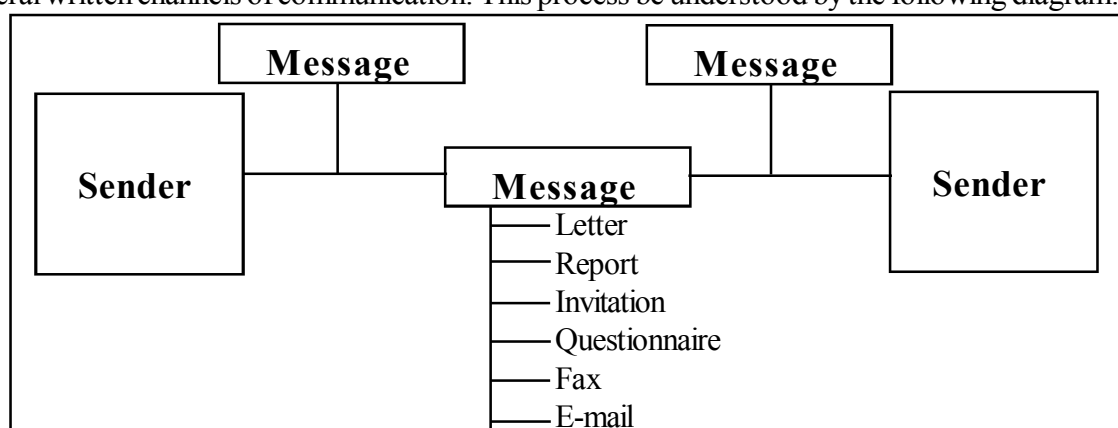 eral written channels of communication. This process be understood by the following diagram.
Message
Message
Sender
Message
Sender
Letter
Report
Invitation
Questionnaire
Fax
E-mail